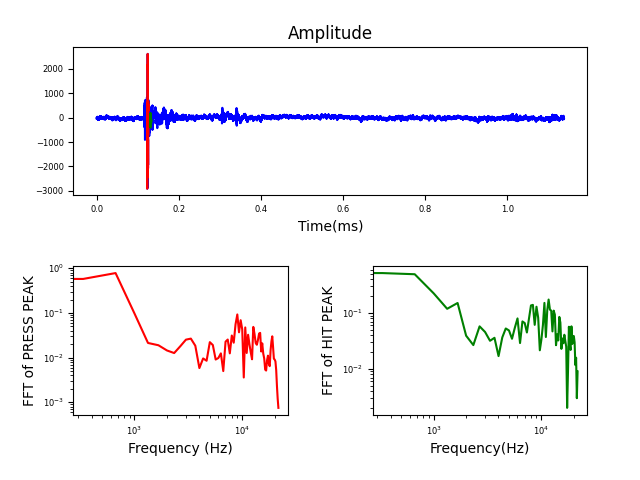 Amplitude
2000
1000
0
−1000
−2000
−3000
0.0 0.2 0.4 0.6 0.8 1.0
Time(ms)
FFT of PRESS PEAK
10⁰
10⁻¹
10⁻²
10⁻³
10³ 10⁴
Frequency (Hz)
FFT of HIT PEAK
10⁻¹
10⁻²
10³ 10⁴
Frequency(Hz)